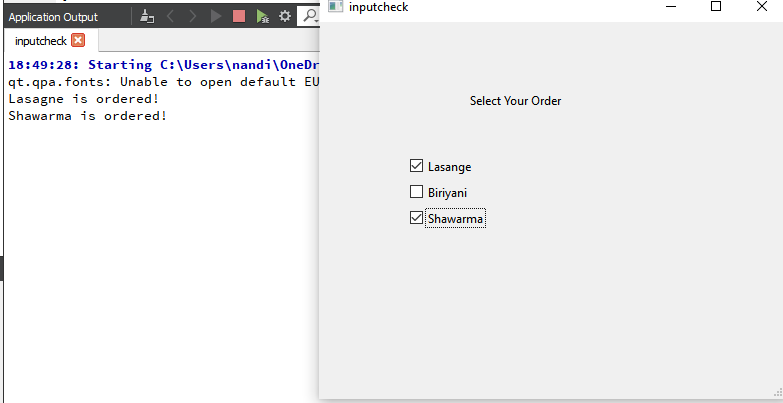 Application Output
inputcheck
18:49:28: Starting C:\Users\nandi\OneDr
qt.qpa.fonts: Unable to open default EU
Lasagne is ordered!
Shawarma is ordered!
inputcheck
Select Your Order
Lasange
Biriyani
Shawarma